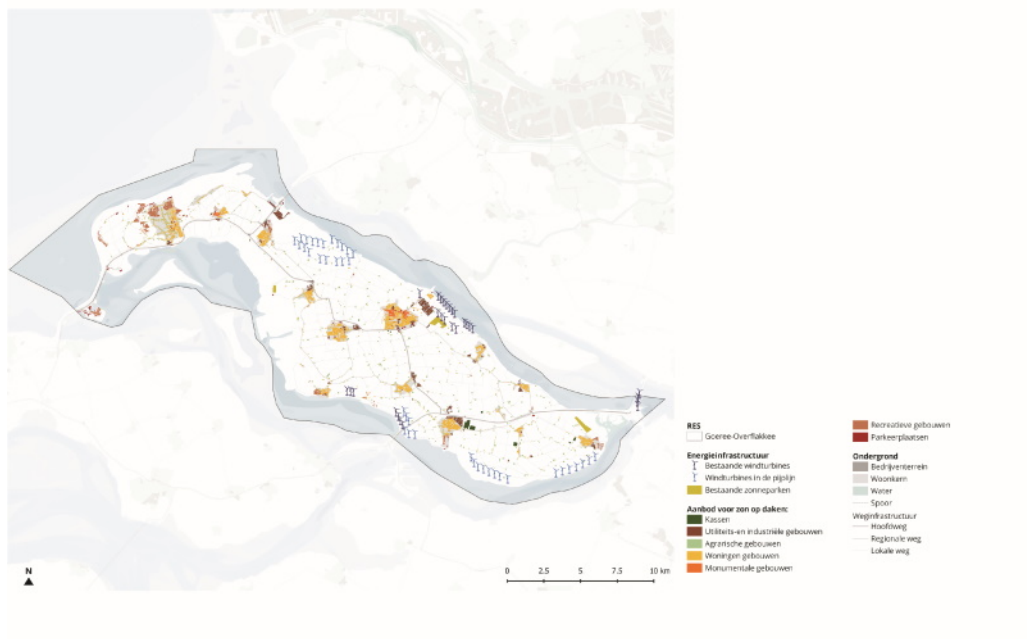 RES
Goeree-Overflakkee
Energieinfrastructuur
Bestaande windturbines
Windturbines in de pijplijn
Bestaande zonneparken
Aanbod voor zon op daken:
Kassen
Utiliteits-en industriële gebouwen
Agrarische gebouwen
Woningen gebouwen
Monumentale gebouwen
Recreatieve gebouwen
Parkeerplaatsen
Ondergrond
Bedrijventerrein
Woonkern
Water
Spoor
Weginfrastructuur
Hoofdweg
Regionale weg
Lokale weg
N
0 2.5 5 7.5 10 km